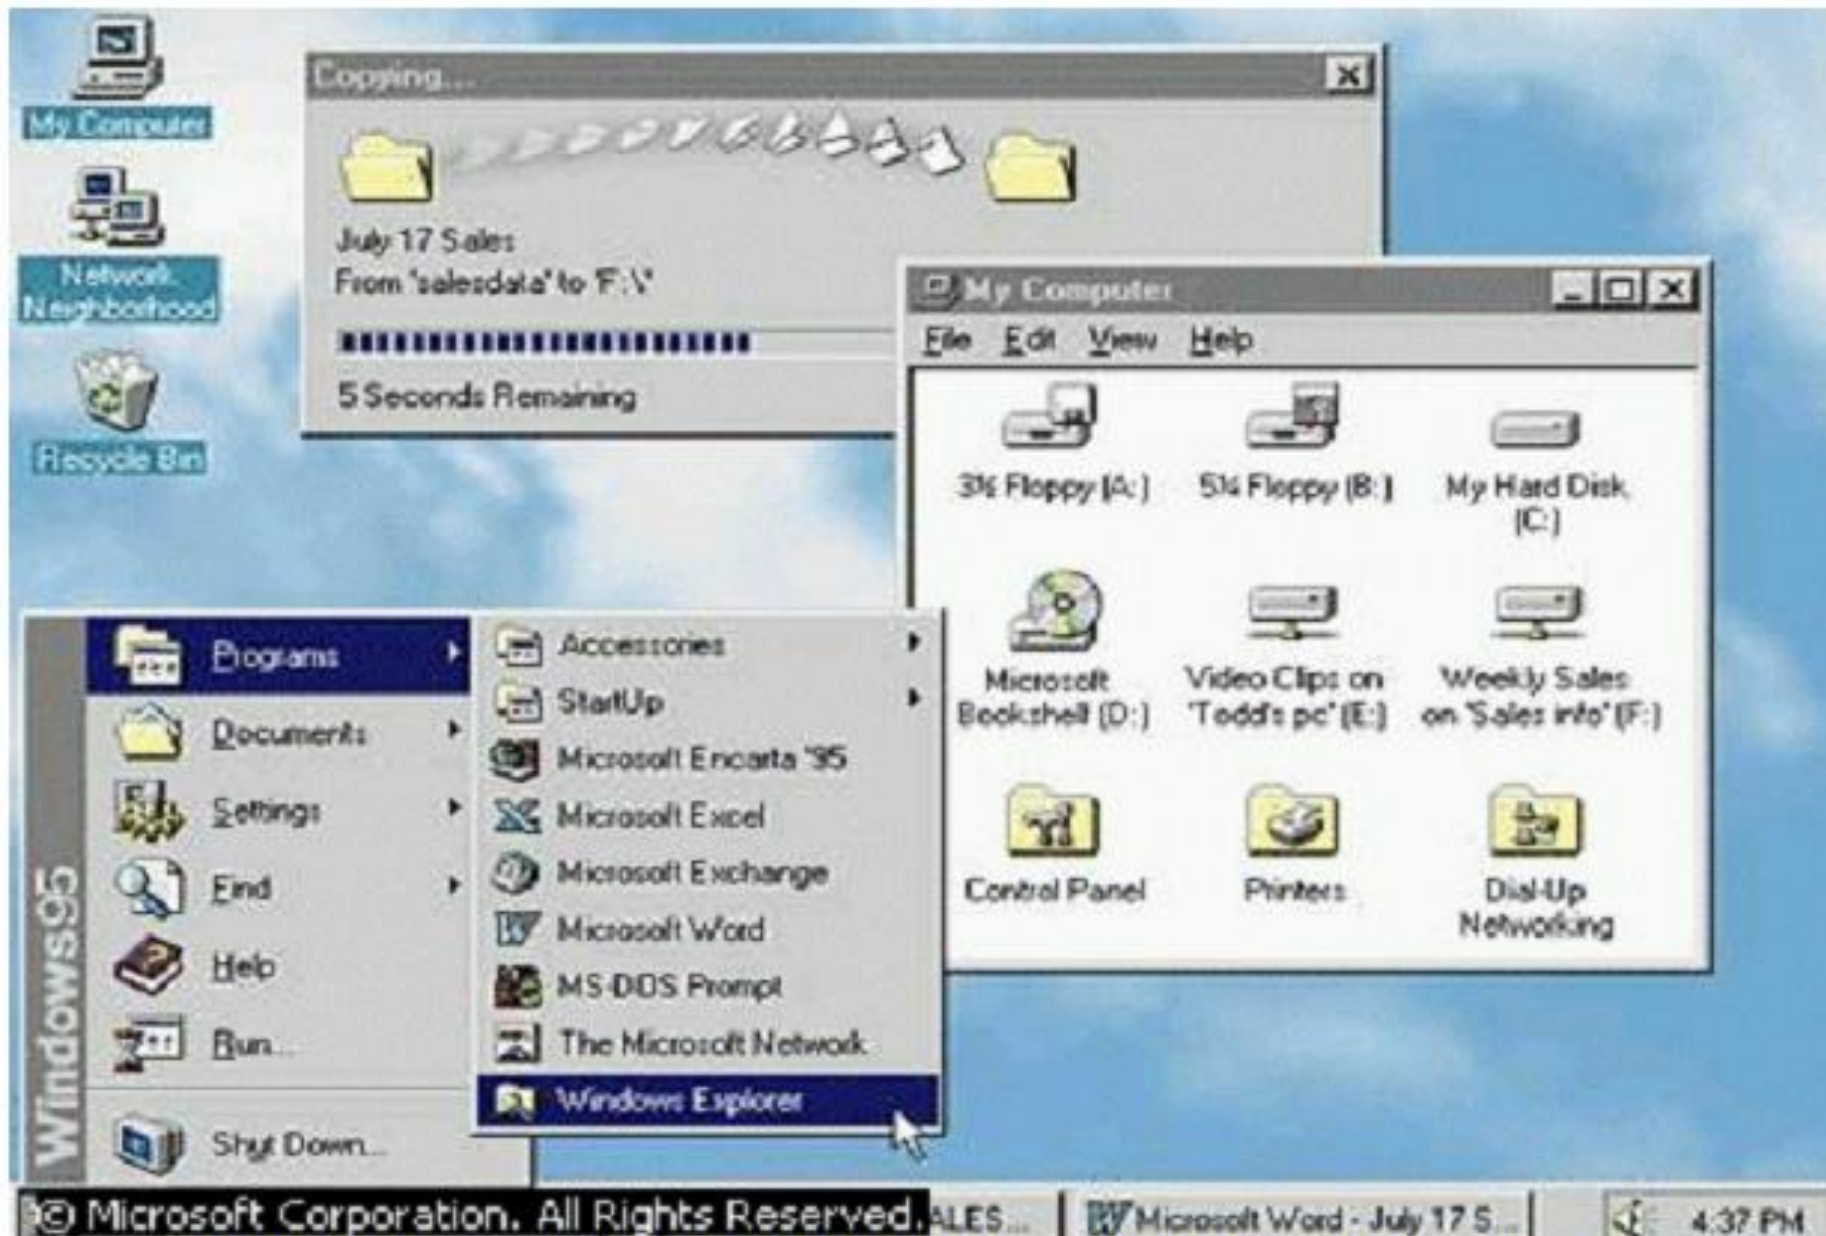 My Computer
Network
Neighborhood
Recycle Bin
Copying...
July 17 Sales
From 'salesdata' to 'F:\'
5 Seconds Remaining
My Computer
File Edit View Help
3½ Floppy (A:)
5¼ Floppy (B:)
My Hard Disk
(C:)
Microsoft
Bookshelf (D:)
Video Clips on
'Todd's pc' (E:)
Weekly Sales
on 'Sales info' (F:)
Control Panel
Printers
Dial-Up
Networking
Windows95
Programs
Documents
Settings
Find
Help
Run...
Shut Down...
Accessories
StartUp
Microsoft Encarta '95
Microsoft Excel
Microsoft Exchange
Microsoft Word
MS-DOS Prompt
The Microsoft Network
Windows Explorer
© Microsoft Corporation. All Rights Reserved.
ALES...
Microsoft Word - July 17 S...
4:37 PM